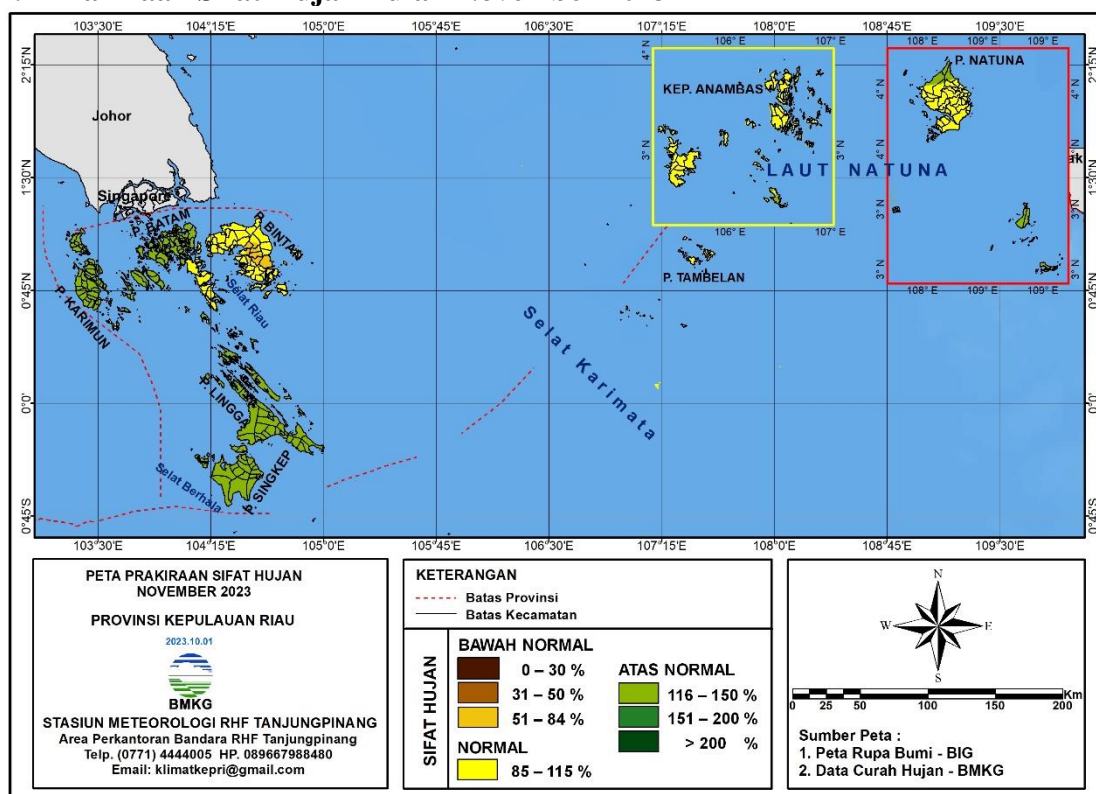 103°30'E 104°15'E 105°0'E 105°45'E 106°30'E 107°15'E 108°0'E 108°45'E 109°30'E
2°15'N
1°30'N
0°45'N
0°0'
0°45'S
2°15'N
1°30'N
0°45'N
0°0'
0°45'S
Johor
Singapore
P. BATAM
P. BINTAN
P. KARIMUN
Selat Riau
P. LINGGA
P. SINGKEP
Selat Berhala
Selat Karimata
P. TAMBELAN
LAUT NATUNA
106° E 107° E
4° N
KEP. ANAMBAS
3° N 3° N
106° E 107° E
108° E 109° E 109° E
P. NATUNA
4° N 4° N
4° N 4° N
3° N 3° N
3° N 3° N
108° E 109° E 109° E
ak
103°30'E 104°15'E 105°0'E 105°45'E 106°30'E 107°15'E 108°0'E 108°45'E 109°30'E
PETA PRAKIRAAN SIFAT HUJAN
NOVEMBER 2023
PROVINSI KEPULAUAN RIAU
2023.10.01
BMKG
STASIUN METEOROLOGI RHF TANJUNGPINANG
Area Perkantoran Bandara RHF Tanjungpinang
Telp. (0771) 4444005 HP. 089667988480
Email: klimatkepri@gmail.com
KETERANGAN
Batas Provinsi
Batas Kecamatan
SIFAT HUJAN
BAWAH NORMAL
0 – 30 %
31 – 50 %
51 – 84 %
NORMAL
85 – 115 %
ATAS NORMAL
116 – 150 %
151 – 200 %
> 200 %
N
W E
S
0 25 50 100 150 200 Km
Sumber Peta :
1. Peta Rupa Bumi - BIG
2. Data Curah Hujan - BMKG